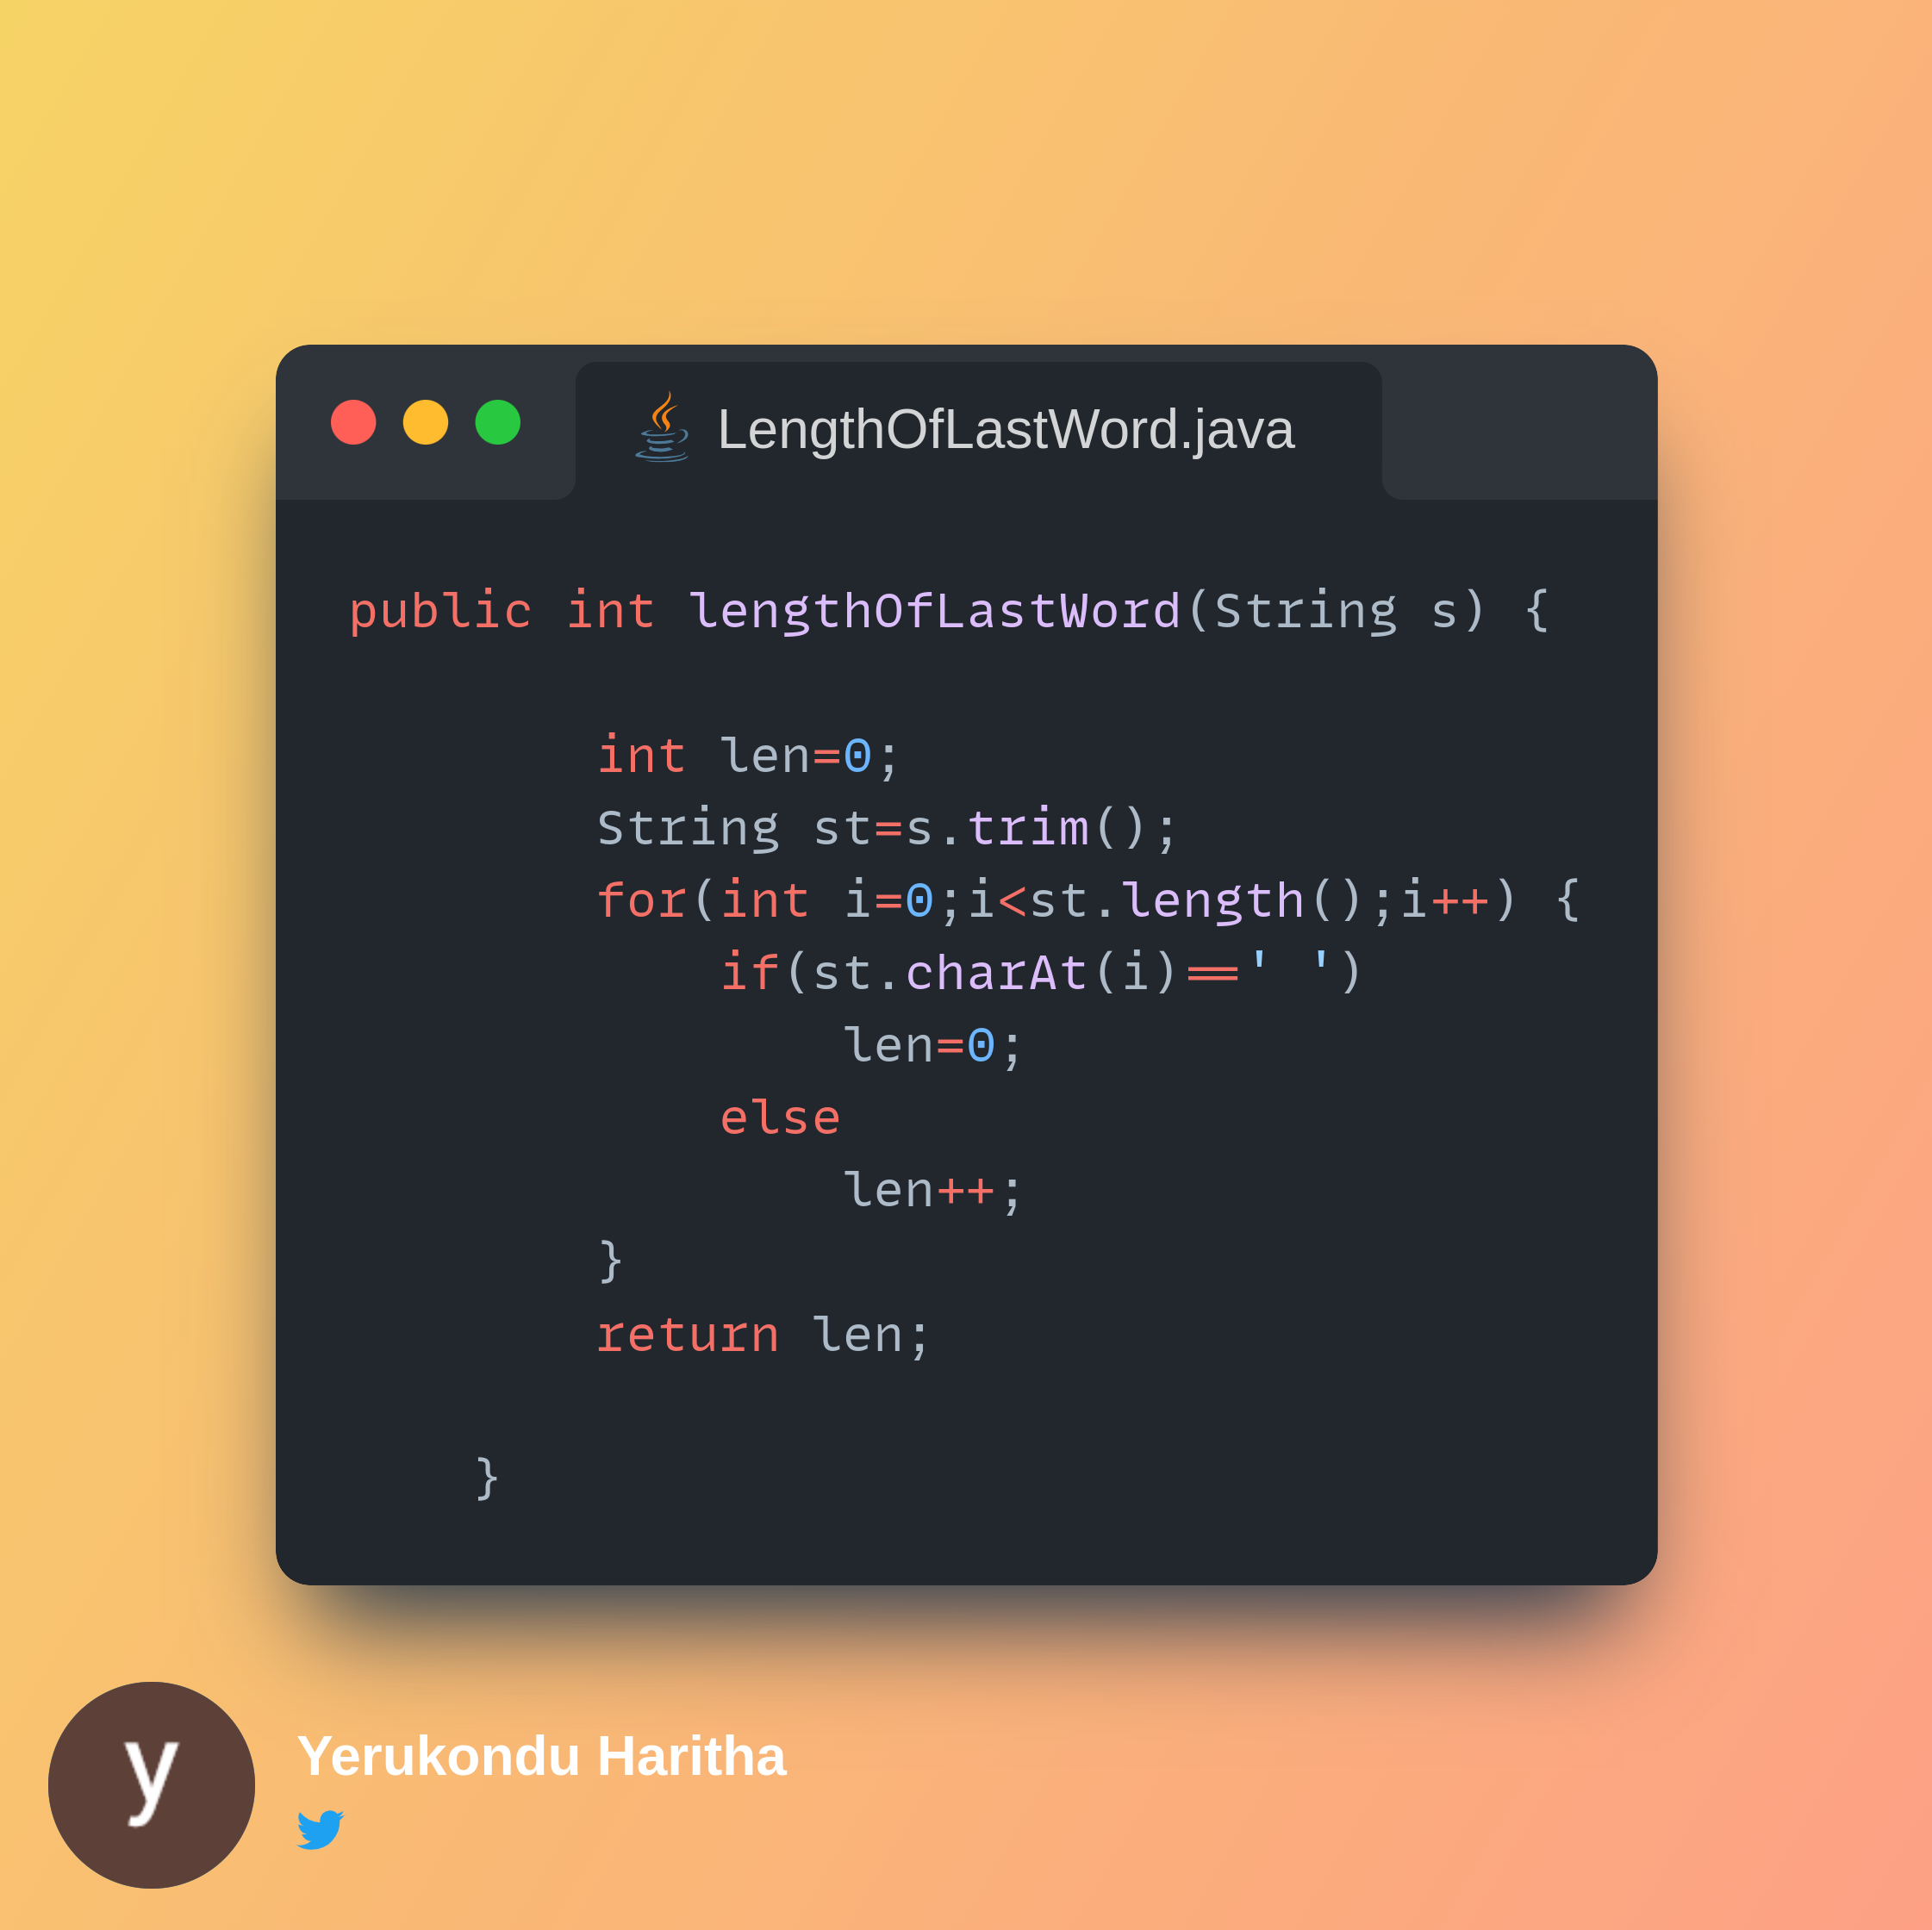 LengthOfLastWord.java
public int lengthOfLastWord(String s) {
int len=0;
String st=s.trim();
for(int i=0;i<st.length();i++) {
if(st.charAt(i)==' ')
len=0;
else
len++;
}
return len;
}
y
Yerukondu Haritha